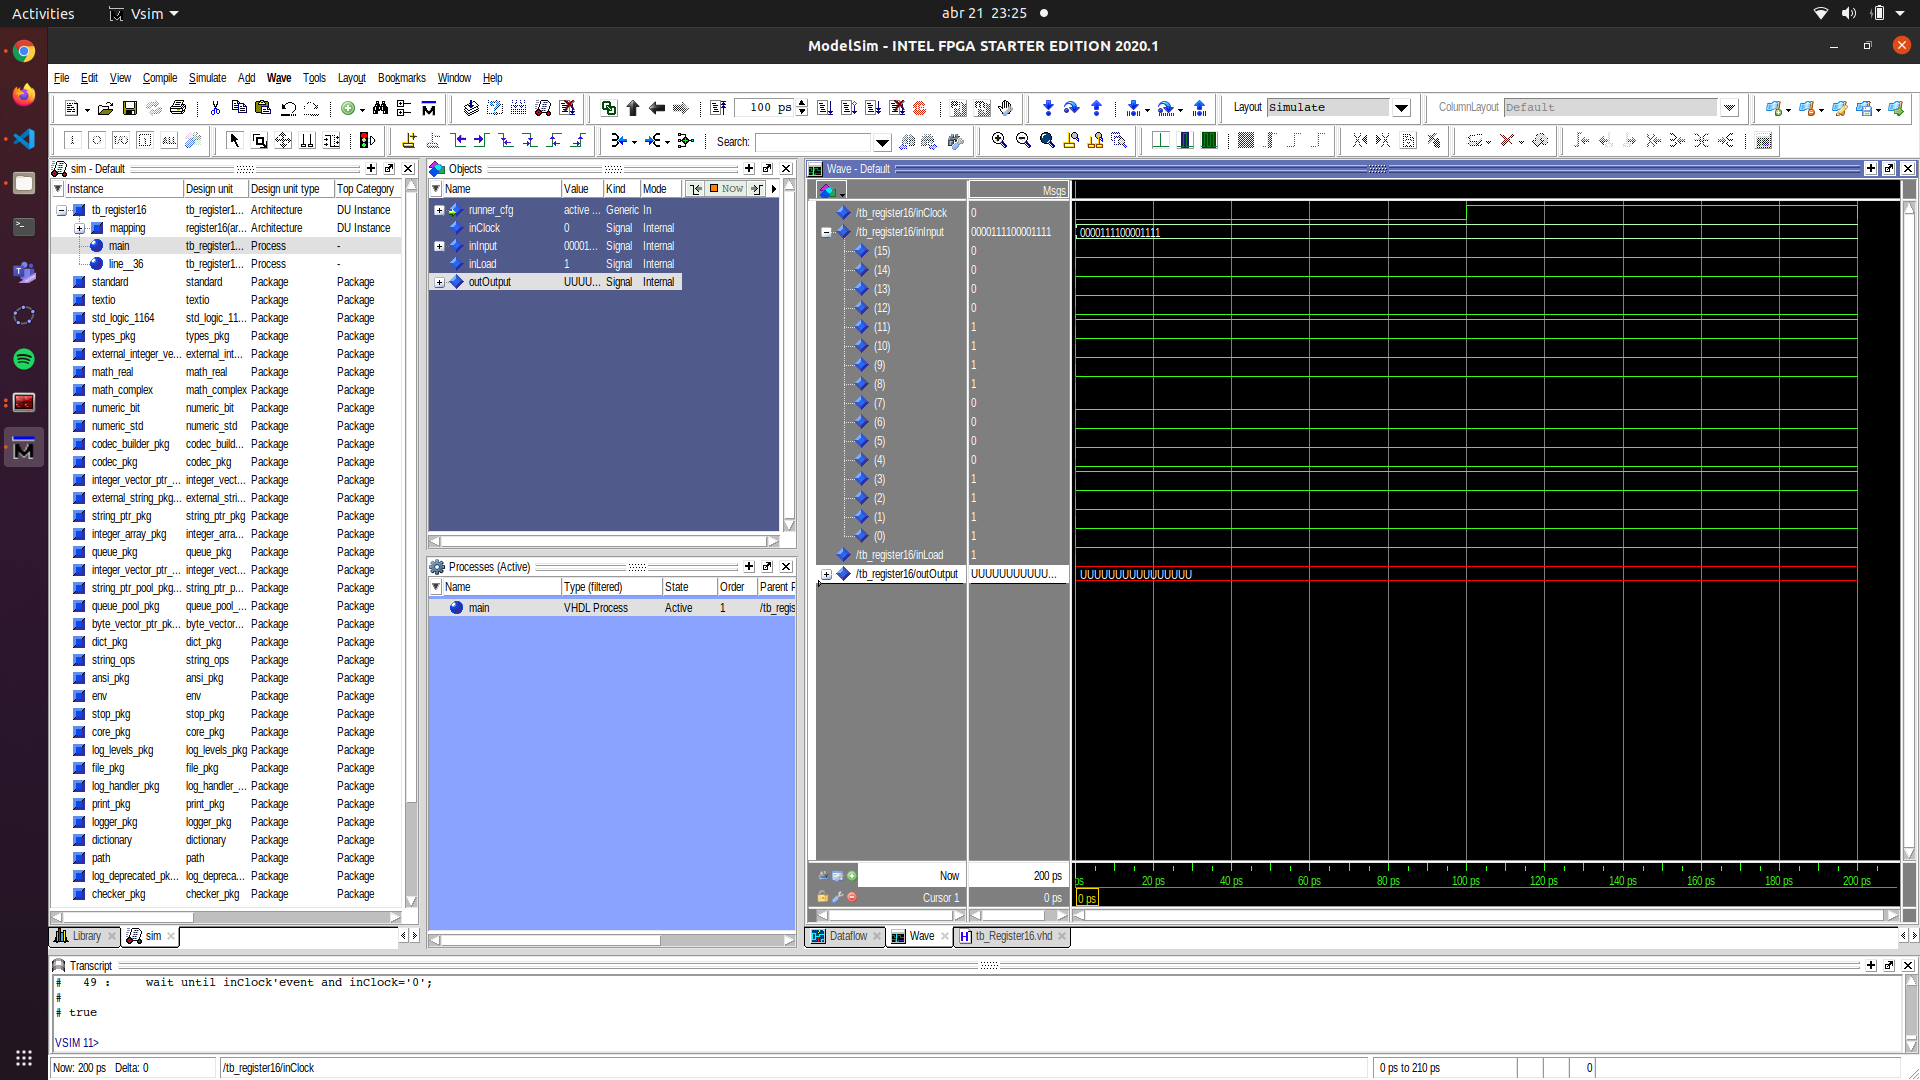 Activities
Vsim
abr 21 23:25
ModelSim - INTEL FPGA STARTER EDITION 2020.1
File Edit View Compile Simulate Add Wave Tools Layout Bookmarks Window Help
100 ps
Layout Simulate
ColumnLayout Default
Search:
sim - Default
Instance Design unit Design unit type Top Category
tb_register16 tb_register1... Architecture DU Instance
mapping register16(ar... Architecture DU Instance
main tb_register1... Process -
line__36 tb_register1... Process -
standard standard Package Package
textio textio Package Package
std_logic_1164 std_logic_11... Package Package
types_pkg types_pkg Package Package
external_integer_ve... external_int... Package Package
math_real math_real Package Package
math_complex math_complex Package Package
numeric_bit numeric_bit Package Package
numeric_std numeric_std Package Package
codec_builder_pkg codec_build... Package Package
codec_pkg codec_pkg Package Package
integer_vector_ptr_... integer_vect... Package Package
external_string_pkg... external_stri... Package Package
string_ptr_pkg string_ptr_pkg Package Package
integer_array_pkg integer_arra... Package Package
queue_pkg queue_pkg Package Package
integer_vector_ptr_... integer_vect... Package Package
string_ptr_pool_pkg... string_ptr_p... Package Package
queue_pool_pkg queue_pool_... Package Package
byte_vector_ptr_pk... byte_vector... Package Package
dict_pkg dict_pkg Package Package
string_ops string_ops Package Package
ansi_pkg ansi_pkg Package Package
env env Package Package
stop_pkg stop_pkg Package Package
core_pkg core_pkg Package Package
log_levels_pkg log_levels_pkg Package Package
file_pkg file_pkg Package Package
log_handler_pkg log_handler_... Package Package
print_pkg print_pkg Package Package
logger_pkg logger_pkg Package Package
dictionary dictionary Package Package
path path Package Package
log_deprecated_pk... log_depreca... Package Package
checker_pkg checker_pkg Package Package
Library
sim
Objects
Name Value Kind Mode Now
runner_cfg active ... Generic In
inClock 0 Signal Internal
inInput 00001... Signal Internal
inLoad 1 Signal Internal
outOutput UUUU... Signal Internal
Processes (Active)
Name Type (filtered) State Order Parent P
main VHDL Process Active 1 /tb_regis
Wave - Default
Msgs
/tb_register16/inClock 0
/tb_register16/inInput 0000111100001111 0000111100001111
(15) 0
(14) 0
(13) 0
(12) 0
(11) 1
(10) 1
(9) 1
(8) 1
(7) 0
(6) 0
(5) 0
(4) 0
(3) 1
(2) 1
(1) 1
(0) 1
/tb_register16/inLoad 1
/tb_register16/outOutput UUUUUUUUUUU... UUUUUUUUUUUUUUUU
Now 200 ps
ps 20 ps 40 ps 60 ps 80 ps 100 ps 120 ps 140 ps 160 ps 180 ps 200 ps
Cursor 1 0 ps 0 ps
Dataflow
Wave
tb_Register16.vhd
Transcript
# 49 : wait until inClock'event and inClock='0';
#
# true
VSIM 11>
Now: 200 ps Delta: 0
/tb_register16/inClock
0 ps to 210 ps
0